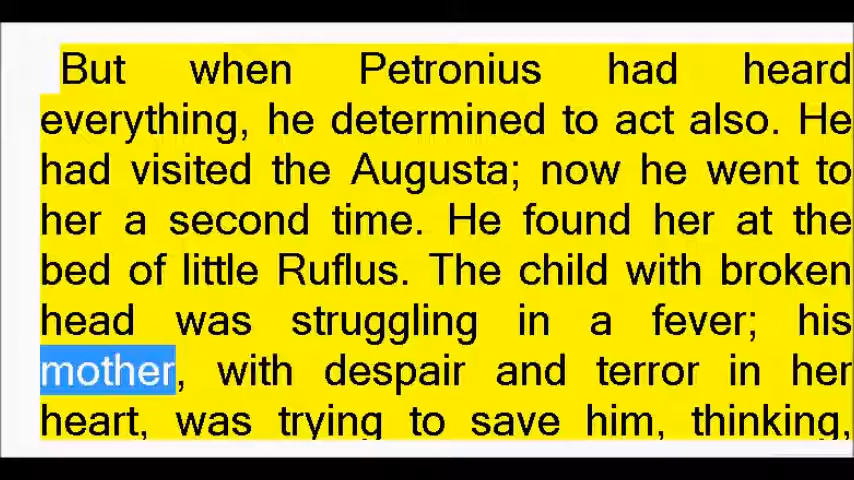 But when Petronius had heard
everything, he determined to act also. He
had visited the Augusta; now he went to
her a second time. He found her at the
bed of little Ruflus. The child with broken
head was struggling in a fever; his
mother, with despair and terror in her
heart, was trying to save him, thinking,